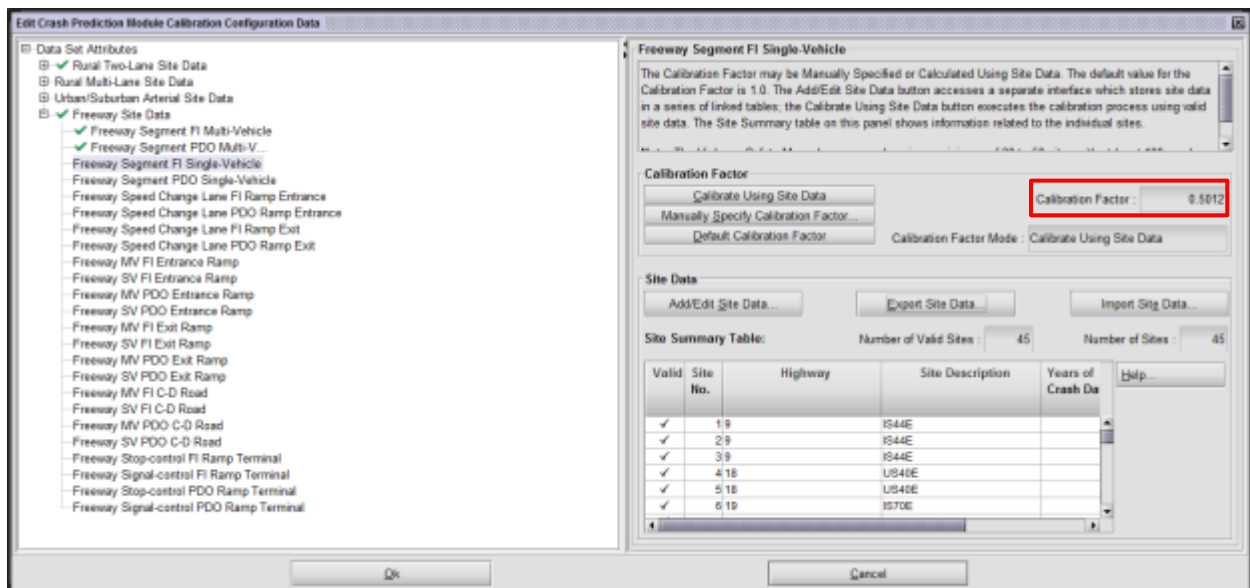 Edit Crash Prediction Module Calibration Configuration Data
Data Set Attributes
Rural Two-Lane Site Data
Rural Multi-Lane Site Data
Urban/Suburban Arterial Site Data
Freeway Site Data
Freeway Segment FI Multi-Vehicle
Freeway Segment PDO Multi-V...
Freeway Segment FI Single-Vehicle
Freeway Segment PDO Single-Vehicle
Freeway Speed Change Lane FI Ramp Entrance
Freeway Speed Change Lane PDO Ramp Entrance
Freeway Speed Change Lane FI Ramp Exit
Freeway Speed Change Lane PDO Ramp Exit
Freeway MV FI Entrance Ramp
Freeway SV FI Entrance Ramp
Freeway MV PDO Entrance Ramp
Freeway SV PDO Entrance Ramp
Freeway MV FI Exit Ramp
Freeway SV FI Exit Ramp
Freeway MV PDO Exit Ramp
Freeway SV PDO Exit Ramp
Freeway MV FI C-D Road
Freeway SV FI C-D Road
Freeway MV PDO C-D Road
Freeway SV PDO C-D Road
Freeway Stop-control FI Ramp Terminal
Freeway Signal-control FI Ramp Terminal
Freeway Stop-control PDO Ramp Terminal
Freeway Signal-control PDO Ramp Terminal
Freeway Segment FI Single-Vehicle
The Calibration Factor may be Manually Specified or Calculated Using Site Data. The default value for the
Calibration Factor is 1.0. The Add/Edit Site Data button accesses a separate interface which stores site data
in a series of linked tables; the Calibrate Using Site Data button executes the calibration process using valid
site data. The Site Summary table on this panel shows information related to the individual sites.
Calibration Factor
Calibrate Using Site Data
Calibration Factor : 0.5012
Manually Specify Calibration Factor...
Default Calibration Factor
Calibration Factor Mode : Calibrate Using Site Data
Site Data
Add/Edit Site Data... Export Site Data... Import Site Data...
Site Summary Table: Number of Valid Sites : 45 Number of Sites : 45
Valid Site No. Highway Site Description Years of Crash Da
Help...
1 9 IS44E
2 9 IS44E
3 9 IS44E
4 18 US40E
5 18 US40E
6 19 IS70E
Ok Cancel